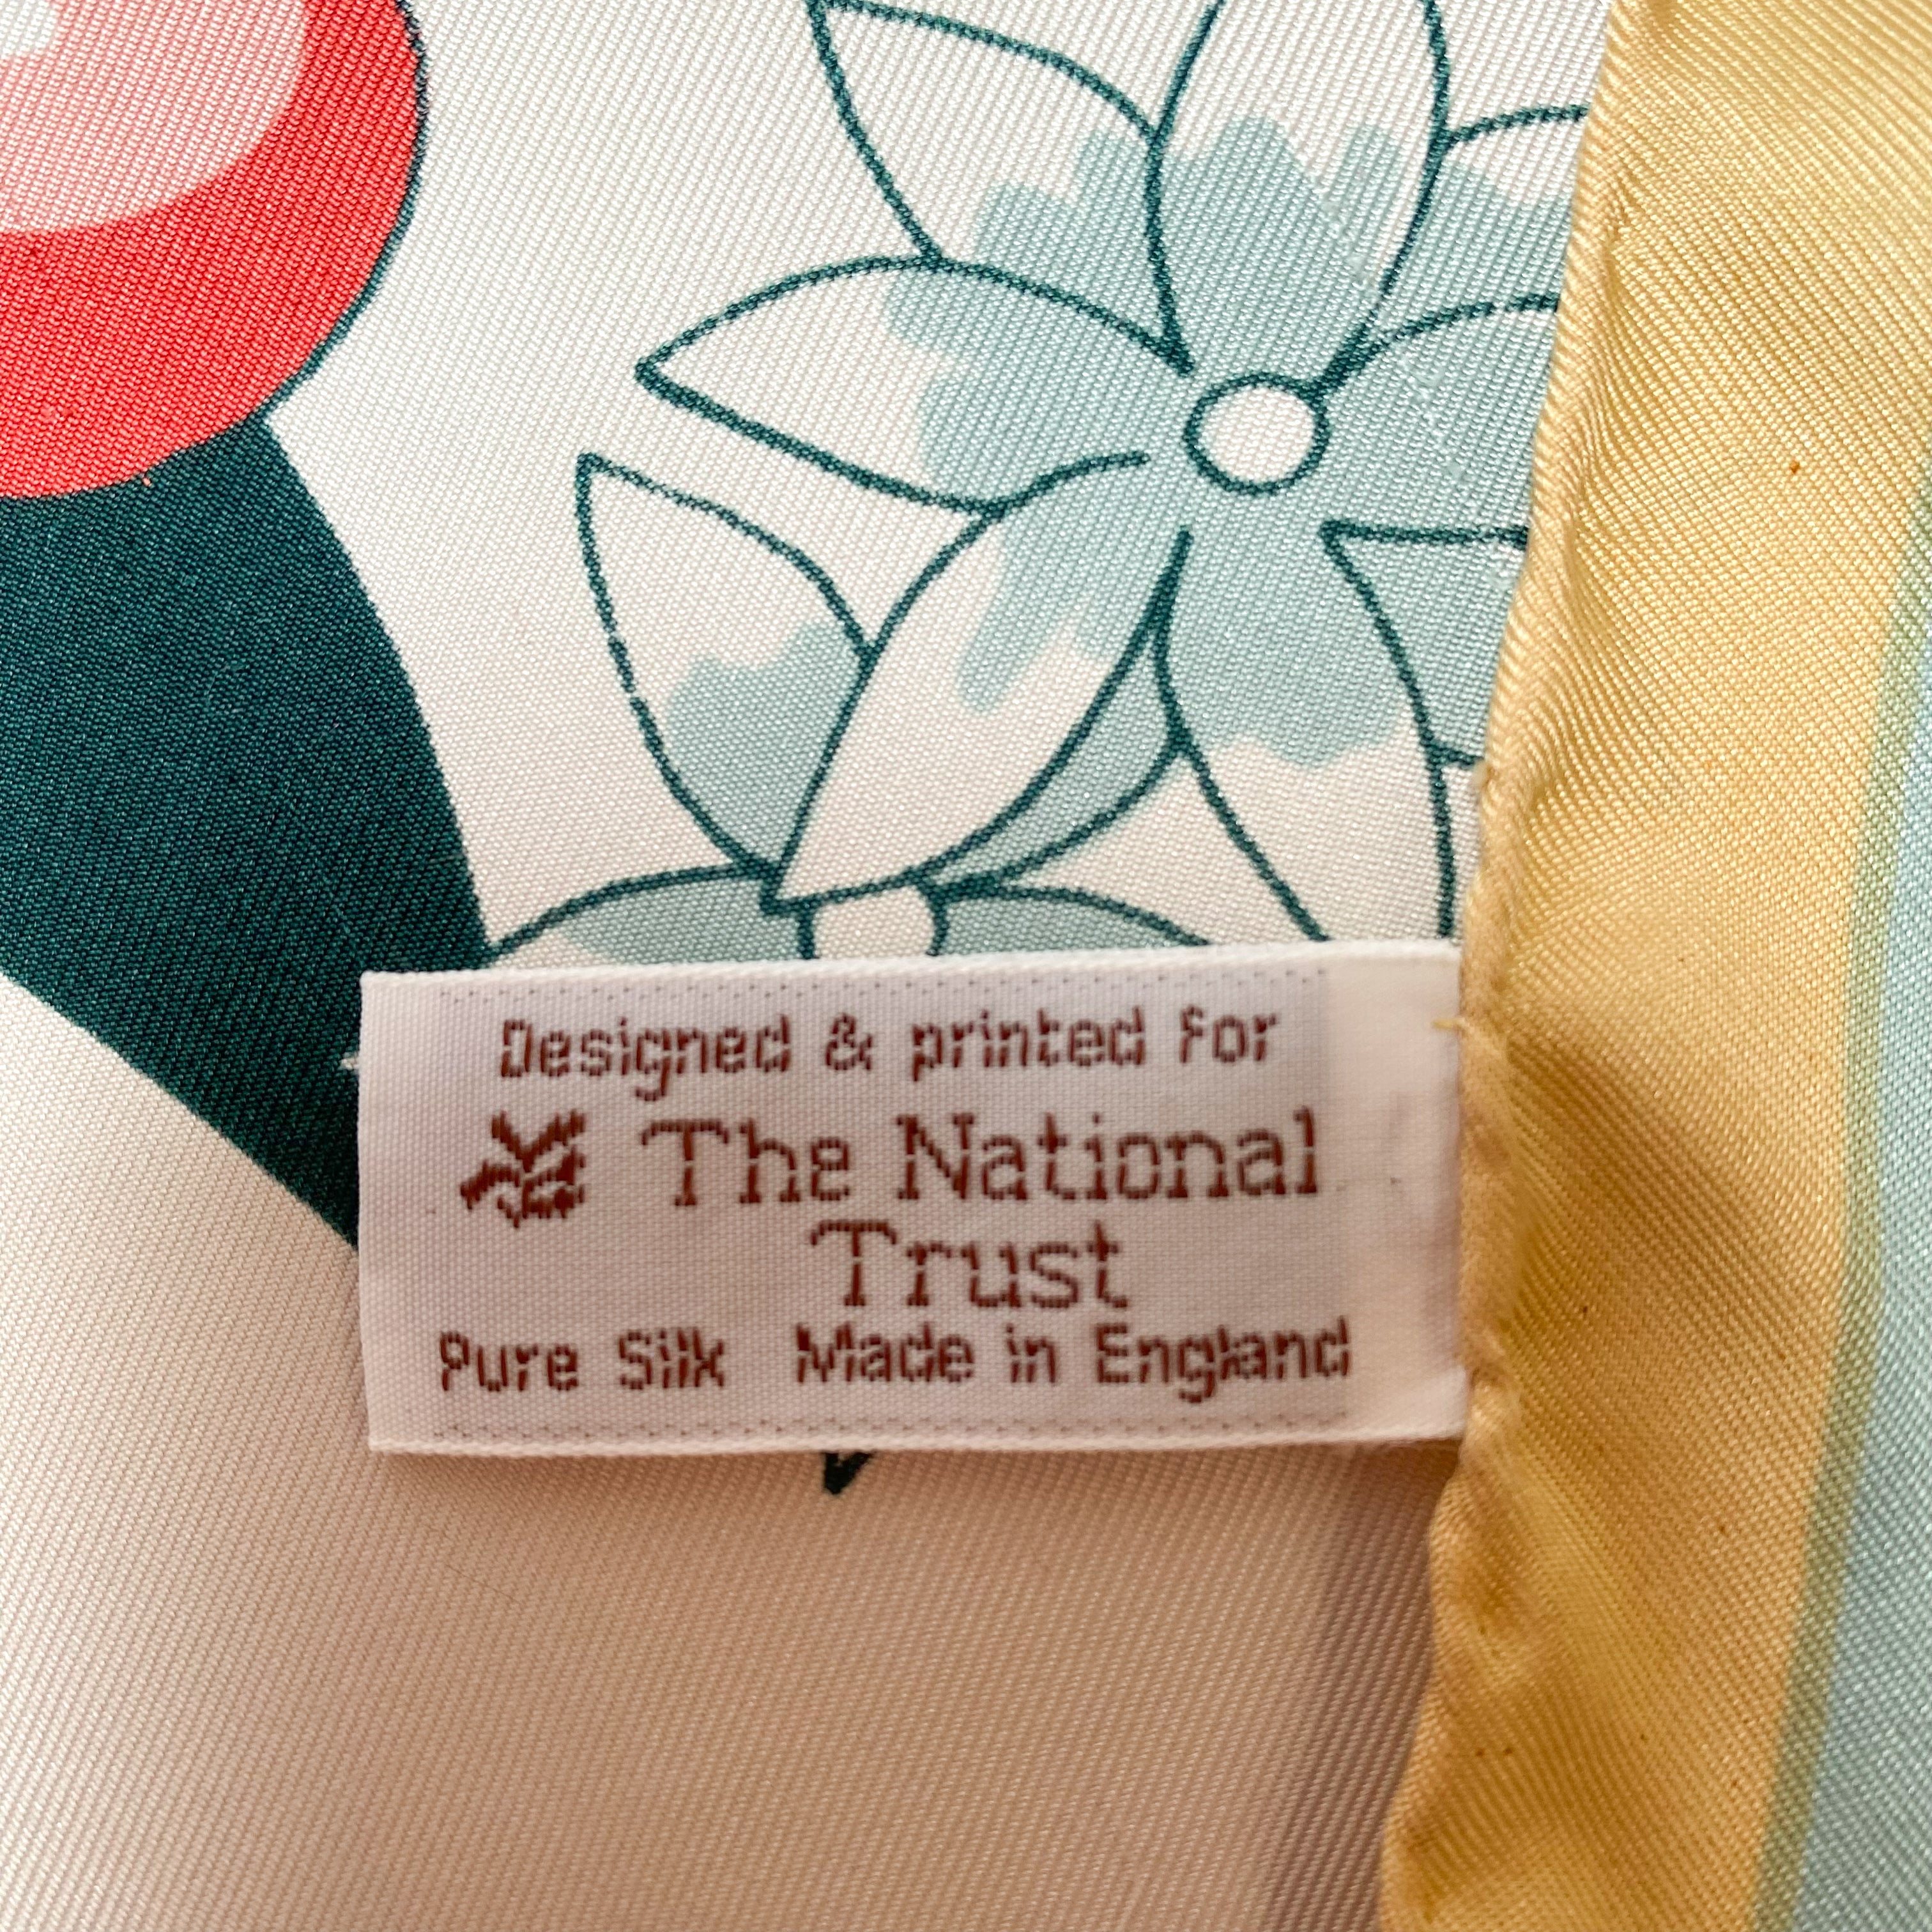 Designed & printed for
The National
Trust
Pure Silk Made in England